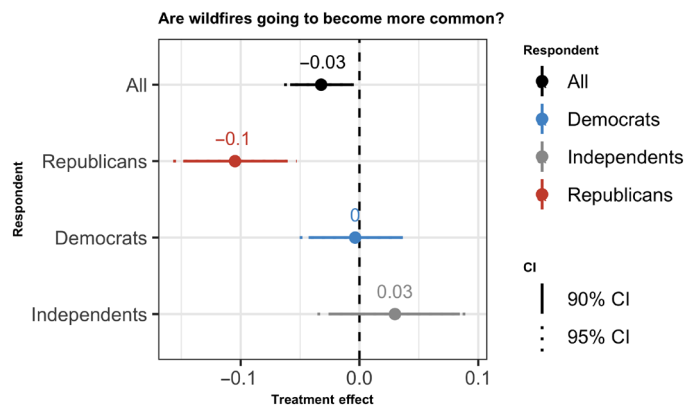 Are wildfires going to become more common?
−0.03
All
−0.1
Republicans
0
Democrats
0.03
Independents
−0.1
0.0
0.1
Treatment effect
Respondent
Respondent
All
Democrats
Independents
Republicans
CI
90% CI
95% CI